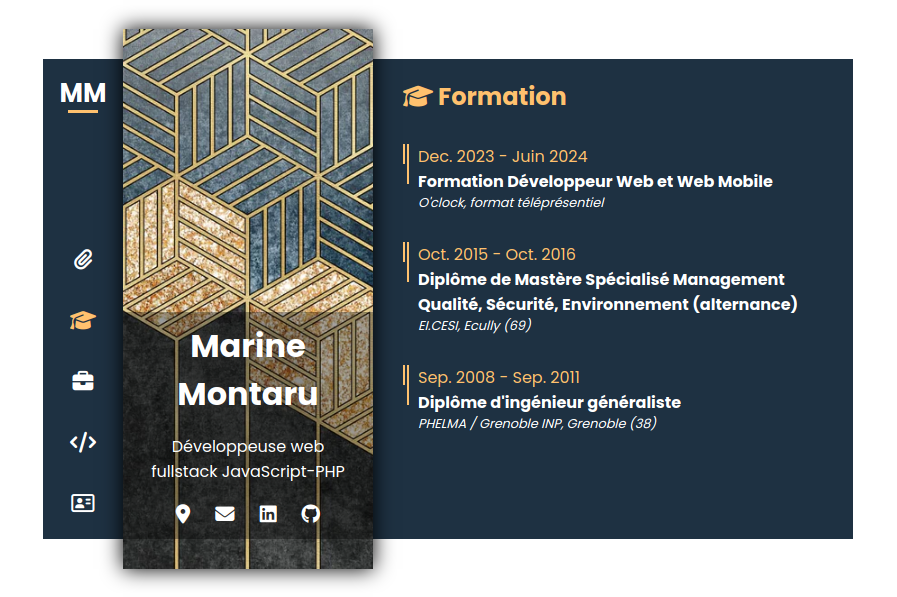 MM
Marine
Montaru
Développeuse web
fullstack JavaScript-PHP
Formation
Dec. 2023 - Juin 2024
Formation Développeur Web et Web Mobile
O'clock, format téléprésentiel
Oct. 2015 - Oct. 2016
Diplôme de Mastère Spécialisé Management
Qualité, Sécurité, Environnement (alternance)
EI.CESI, Ecully (69)
Sep. 2008 - Sep. 2011
Diplôme d'ingénieur généraliste
PHELMA / Grenoble INP, Grenoble (38)